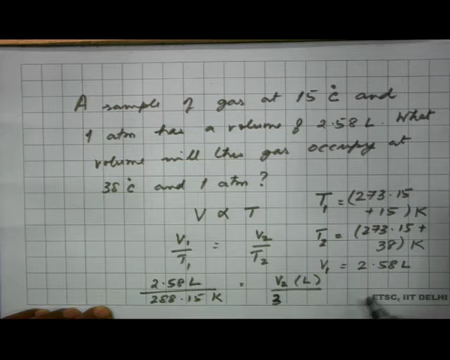 A sample of gas at 15 °C and
1 atm has a volume of 2.58 L. What
volume will this gas occupy at
38 °C and 1 atm?
V ∝ T
V₁/T₁ = V₂/T₂
2.58 L / 288.15 K = V₂ (L) / 3
T₁ = (273.15
+ 15) K
T₂ = (273.15 +
38) K
V₁ = 2.58 L
ETSC, IIT DELHI